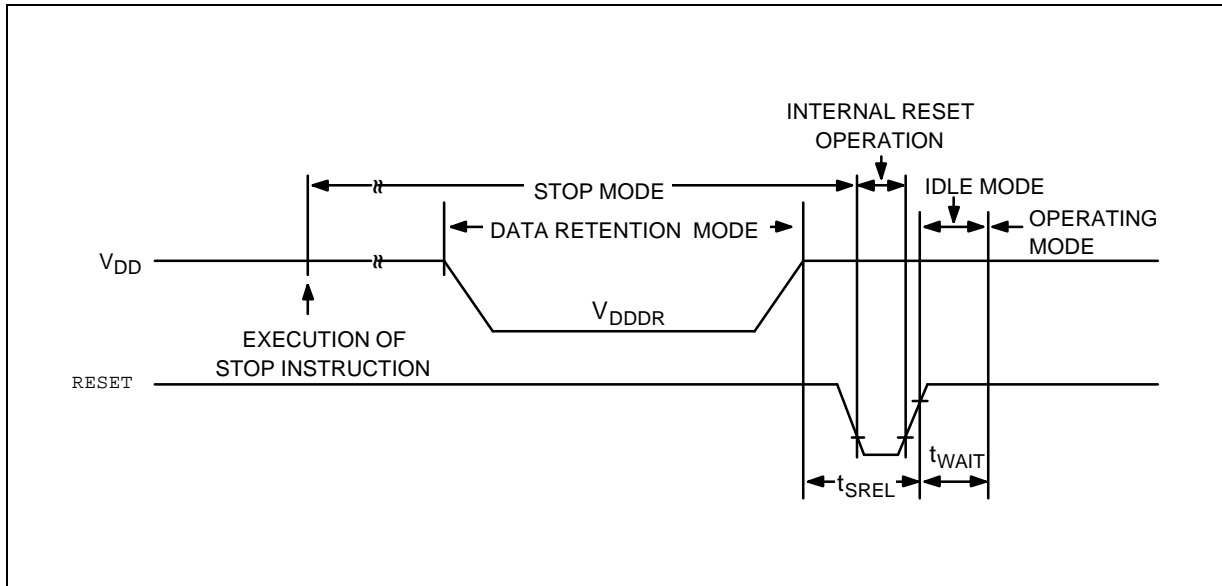 INTERNAL RESET
OPERATION
STOP MODE
IDLE MODE
DATA RETENTION MODE
OPERATING
MODE
VDD
VDDDR
EXECUTION OF
STOP INSTRUCTION
RESET
tWAIT
tSREL